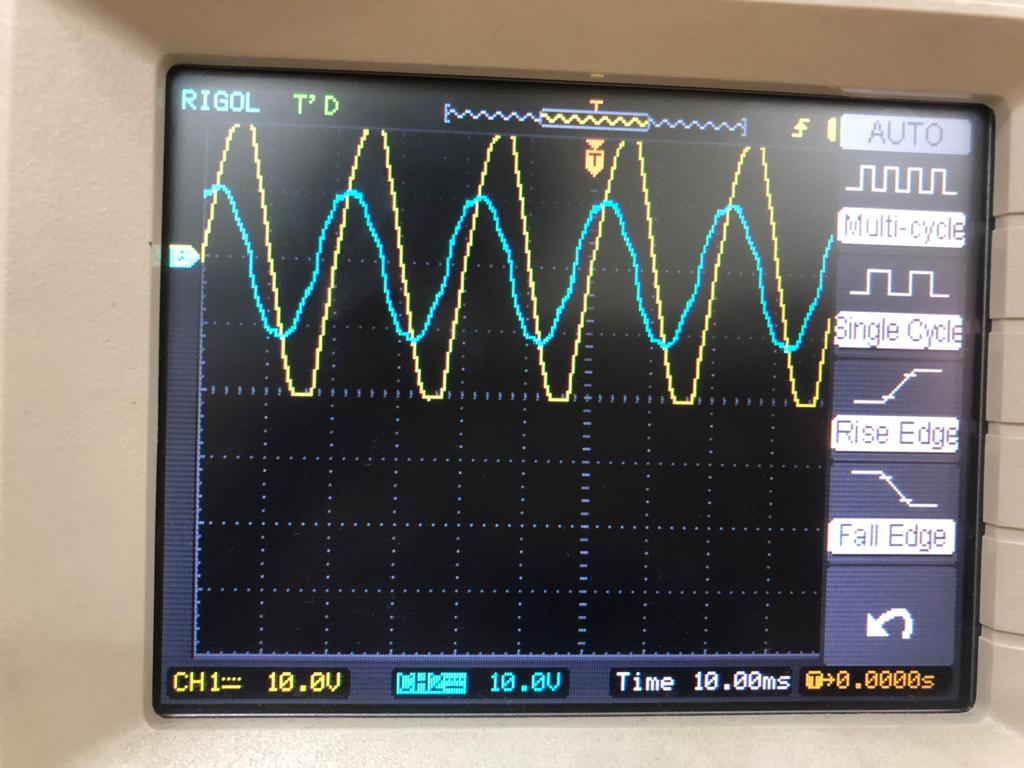 RIGOL T'D
T
T
AUTO
Multi-cycle
Single Cycle
Rise Edge
Fall Edge
CH1 10.0V CH2 10.0V Time 10.00ms T→0.0000s